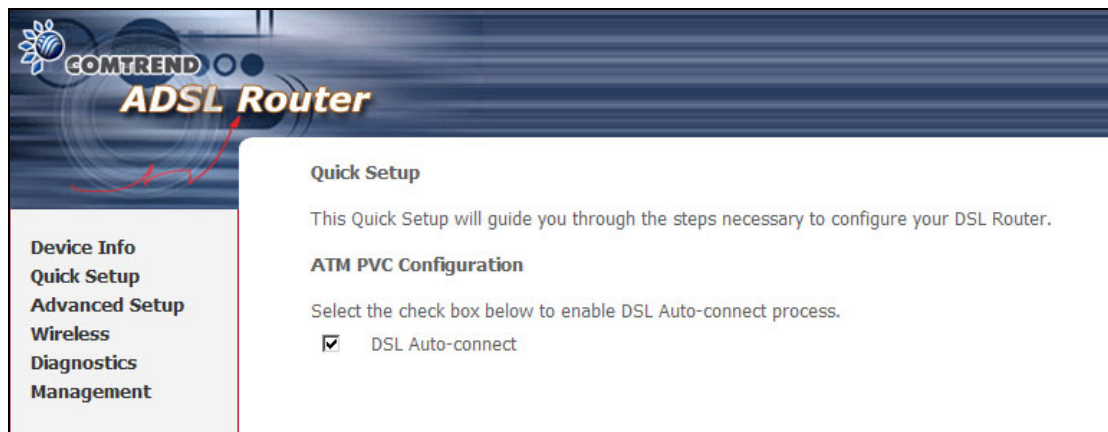 COMTREND
ADSL Router
Quick Setup
This Quick Setup will guide you through the steps necessary to configure your DSL Router.
ATM PVC Configuration
Select the check box below to enable DSL Auto-connect process.
DSL Auto-connect
Device Info
Quick Setup
Advanced Setup
Wireless
Diagnostics
Management